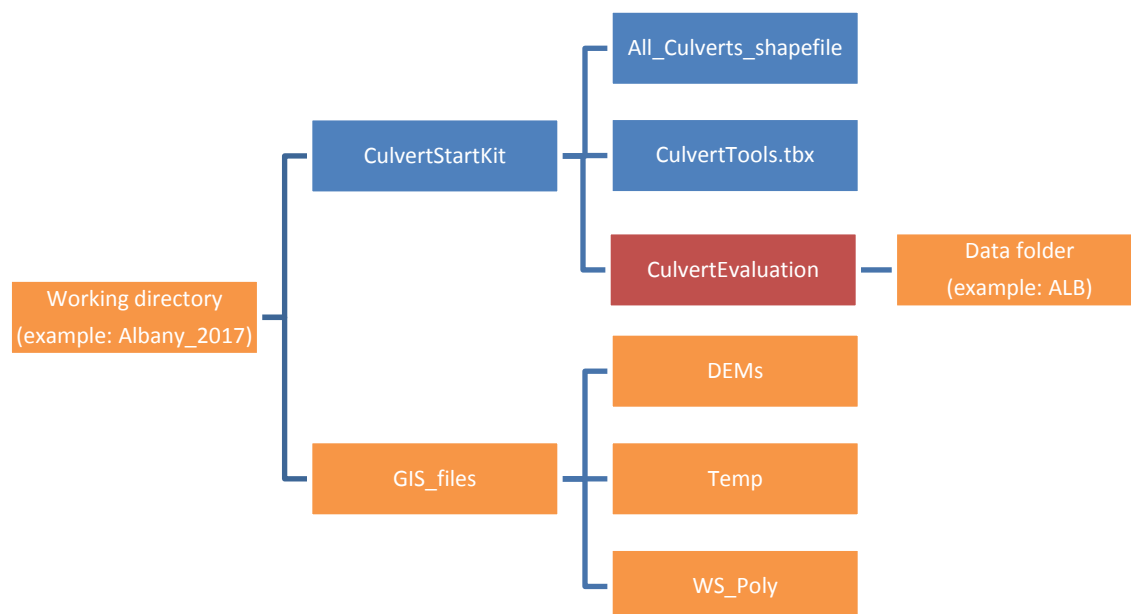 All_Culverts_shapefile
CulvertStartKit
CulvertTools.tbx
CulvertEvaluation
Data folder
(example: ALB)
Working directory
(example: Albany_2017)
DEMs
GIS_files
Temp
WS_Poly